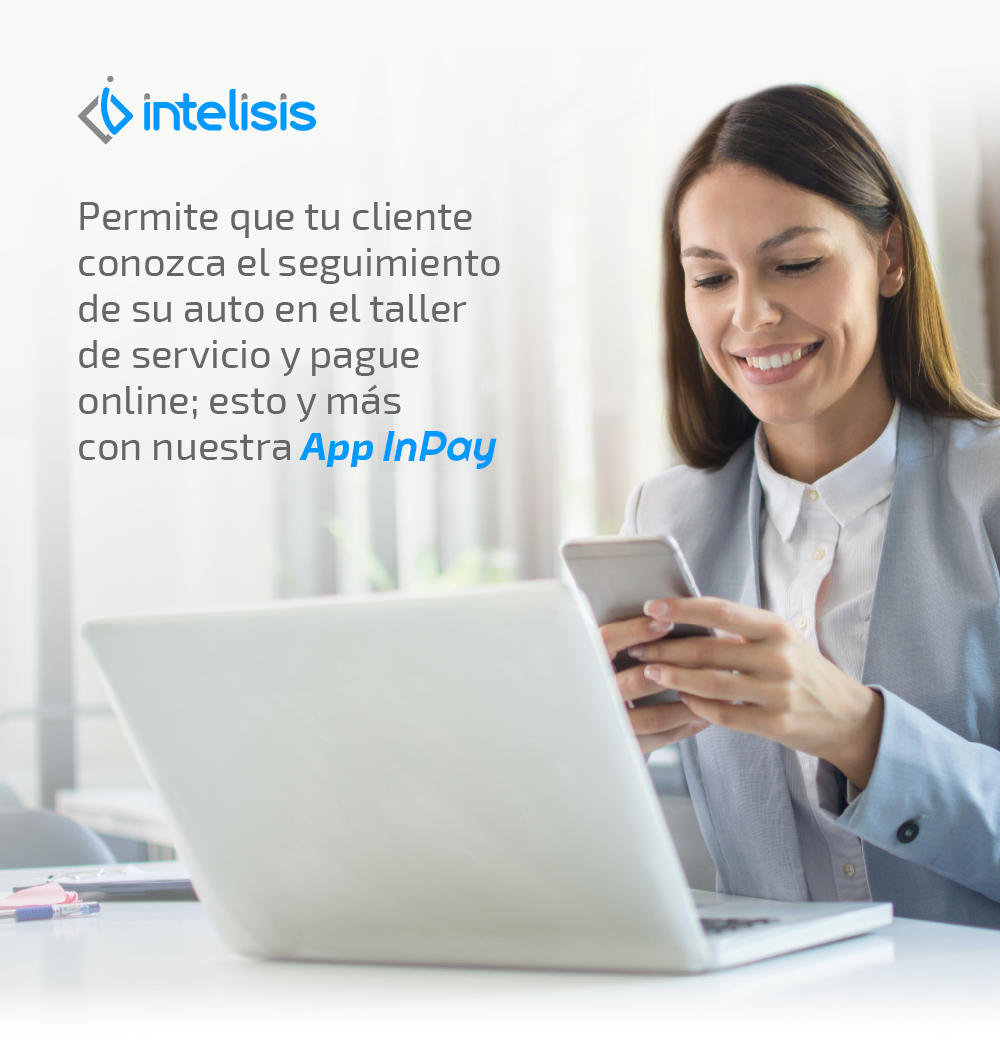 intelisis
Permite que tu cliente
conozca el seguimiento
de su auto en el taller
de servicio y pague
online; esto y más
con nuestra App InPay